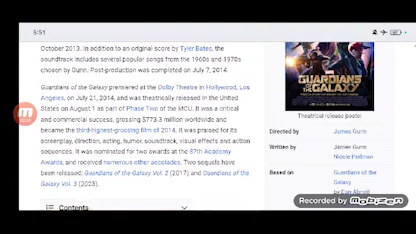 5:51
October 2013. In addition to an original score by Tyler Bates, the
soundtrack includes several popular songs from the 1960s and 1970s
chosen by Gunn. Post-production was completed on July 7, 2014.
Guardians of the Galaxy premiered at the Dolby Theatre in Hollywood, Los
Angeles, on July 21, 2014, and was theatrically released in the United
States on August 1 as part of Phase Two of the MCU. It was a critical
and commercial success, grossing $773.3 million worldwide and
became the third-highest-grossing film of 2014. It was praised for its
screenplay, direction, acting, humor, soundtrack, visual effects and action
sequences. It was nominated for two awards at the 87th Academy
Awards, and received numerous other accolades. Two sequels have
been released: Guardians of the Galaxy Vol. 2 (2017) and Guardians of the
Galaxy Vol. 3 (2023).
Contents
GUARDIANS
OF THE GALAXY
Theatrical release poster
Directed by James Gunn
Written by James Gunn
Nicole Perlman
Based on Guardians of the
Galaxy
by Dan Abnett
Recorded by Mobizen